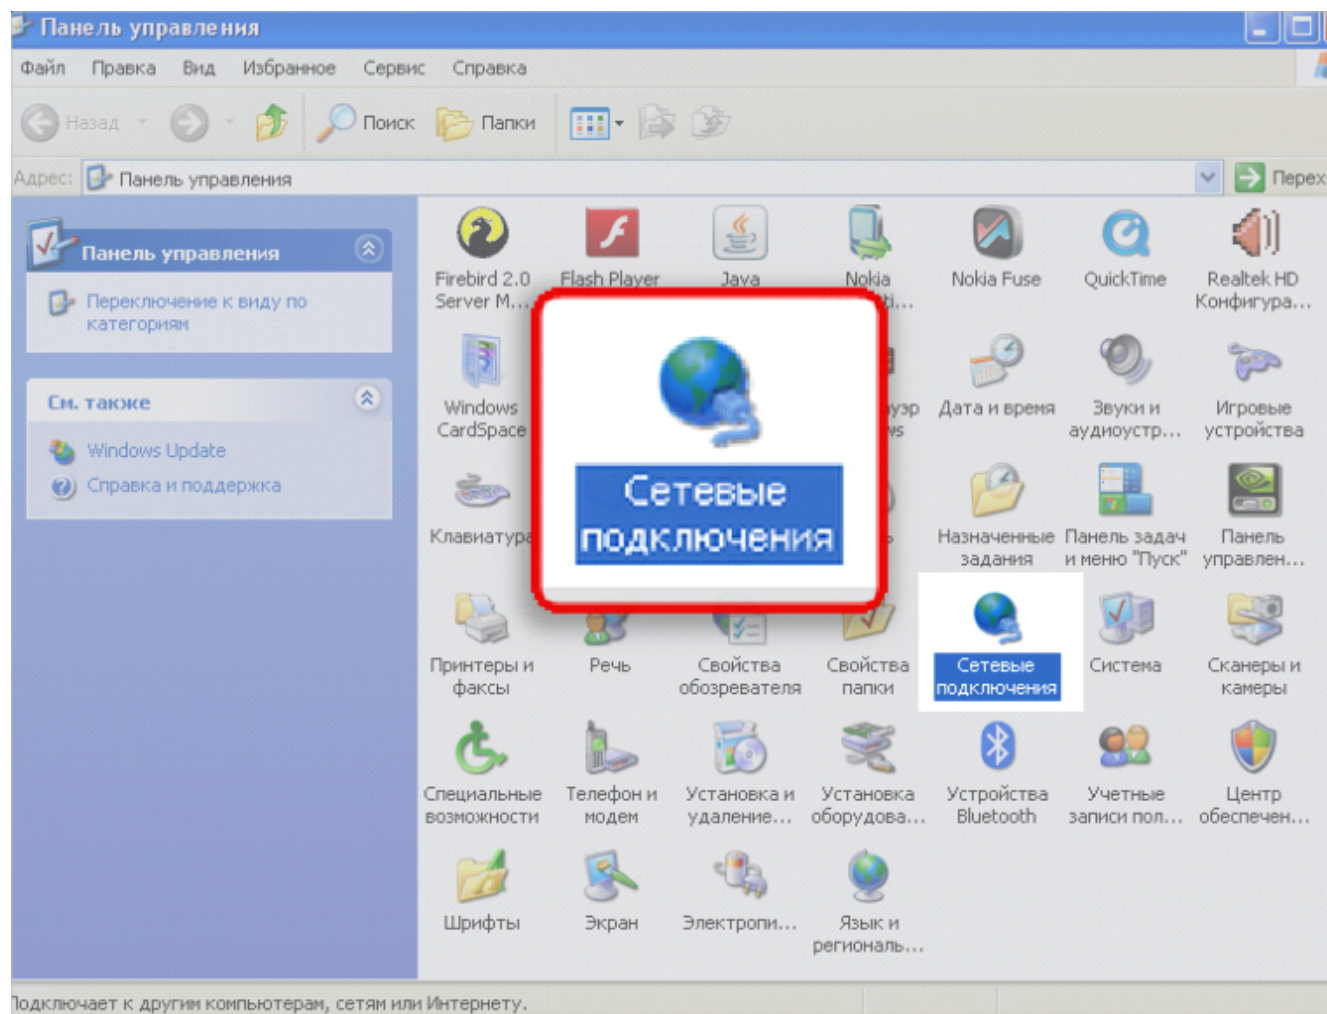 Панель управления
Файл Правка Вид Избранное Сервис Справка
Назад Поиск Папки
Адрес: Панель управления
Панель управления
Переключение к виду по
категориям
См. также
Windows Update
Справка и поддержка
Firebird 2.0
Server M...
Flash Player
Java
Nokia
Nokia Fuse
QuickTime
Realtek HD
Конфигура...
Windows
CardSpace
Дата и время
Звуки и
аудиоустр...
Игровые
устройства
Клавиатура
Назначенные
задания
Панель задач
и меню "Пуск"
Панель
управлен...
Сетевые
подключения
Принтеры и
факсы
Речь
Свойства
обозревателя
Свойства
папки
Сетевые
подключения
Система
Сканеры и
камеры
Специальные
возможности
Телефон и
модем
Установка и
удаление...
Установка
оборудова...
Устройства
Bluetooth
Учетные
записи пол...
Центр
обеспечен...
Шрифты
Экран
Электропи...
Язык и
региональ...
Подключает к другим компьютерам, сетям или Интернету.